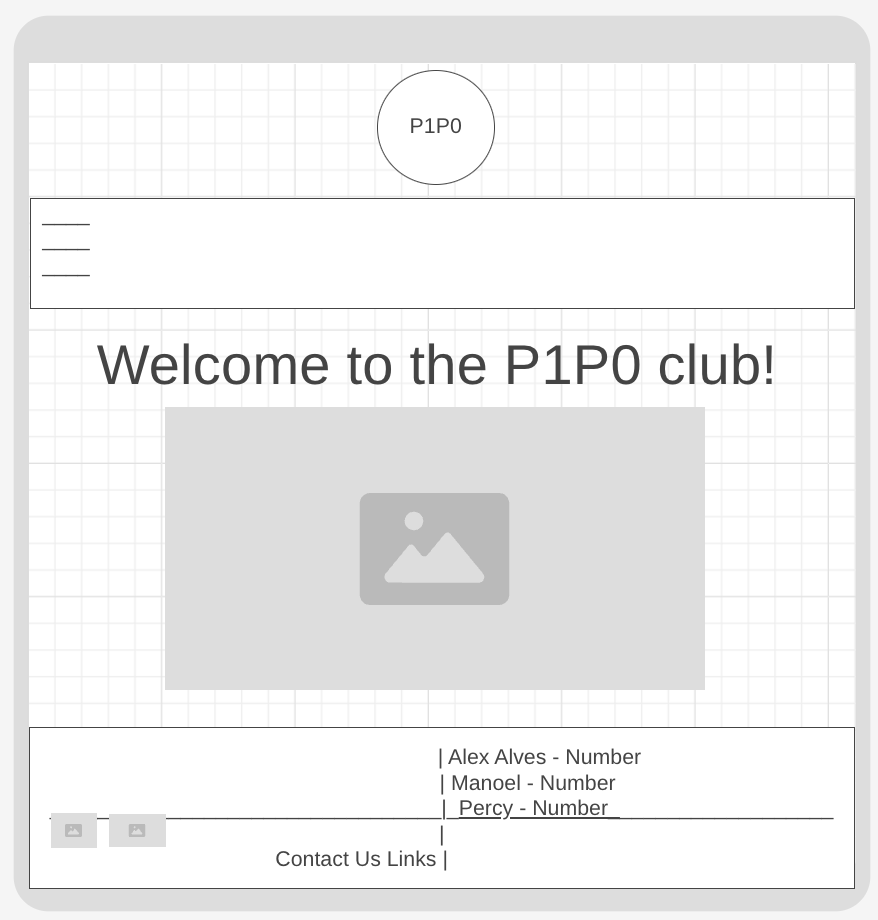 P1P0
Welcome to the P1P0 club!
| Alex Alves - Number
| Manoel - Number
|  Percy - Number
|
Contact Us Links |